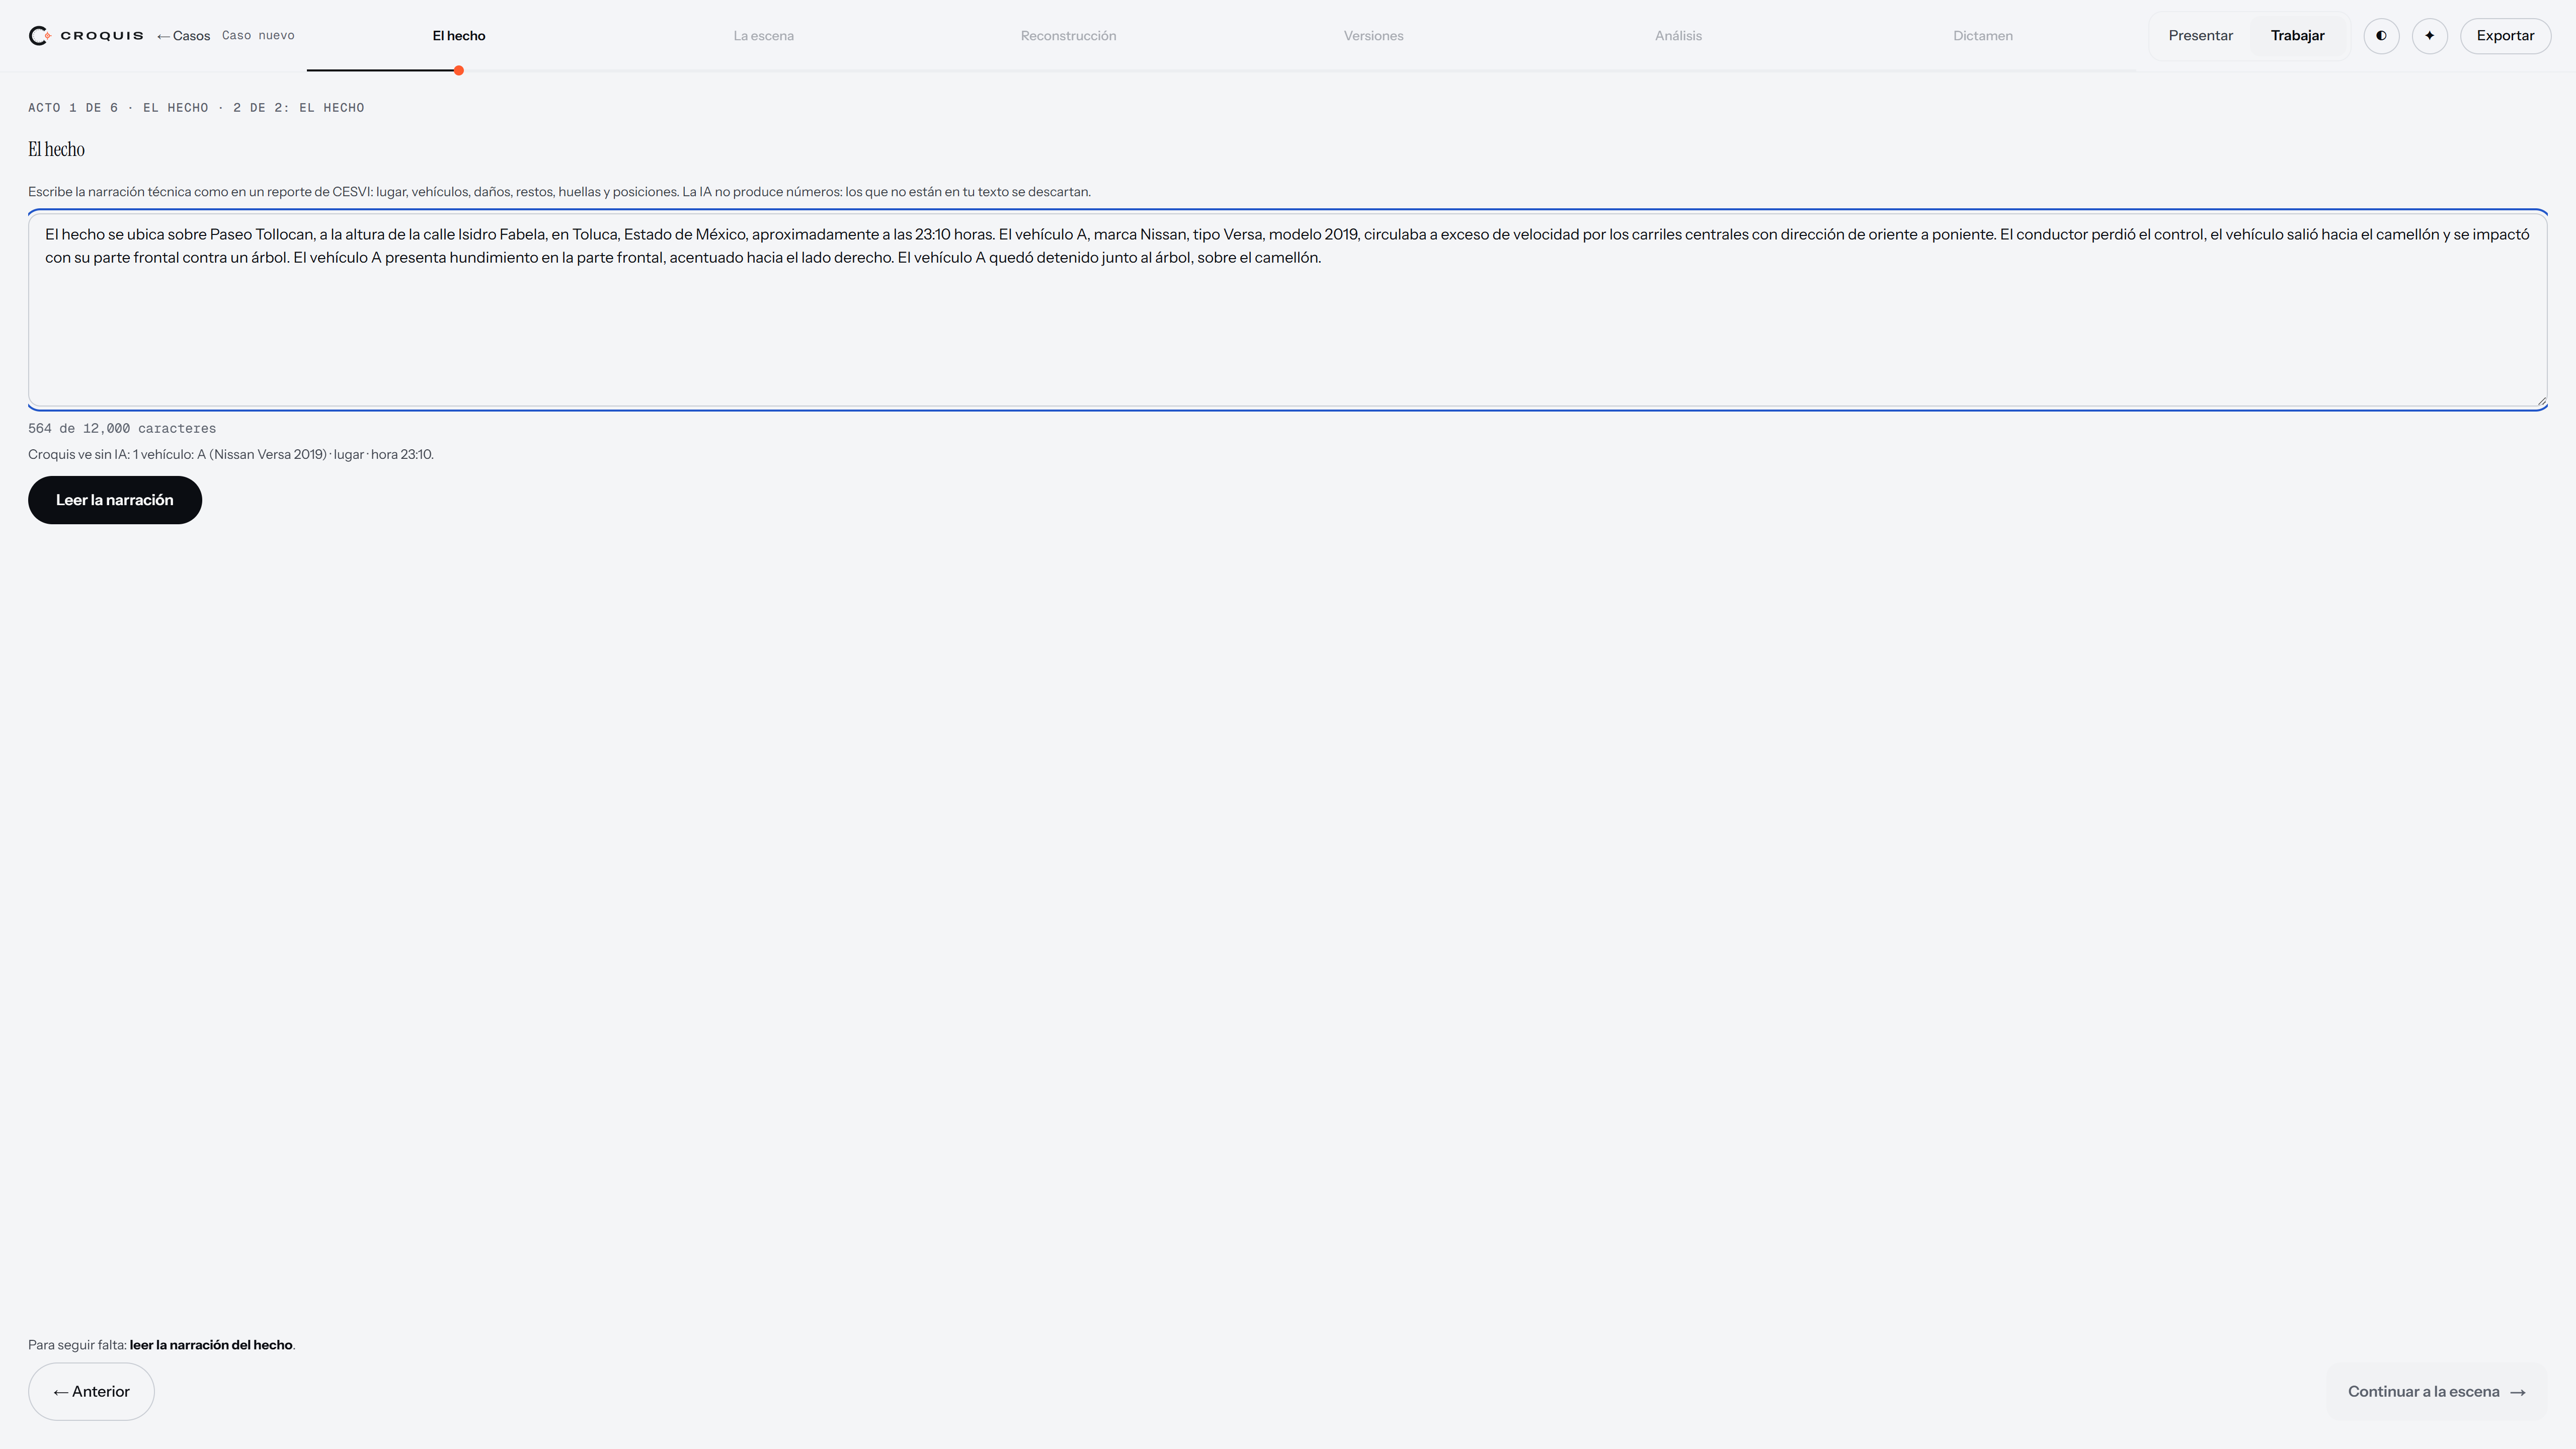 CROQUIS ← Casos Caso nuevo El hecho La escena Reconstrucción Versiones Análisis Dictamen Presentar Trabajar Exportar
ACTO 1 DE 6 · EL HECHO · 2 DE 2: EL HECHO
El hecho
Escribe la narración técnica como en un reporte de CESVI: lugar, vehículos, daños, restos, huellas y posiciones. La IA no produce números: los que no están en tu texto se descartan.
El hecho se ubica sobre Paseo Tollocan, a la altura de la calle Isidro Fabela, en Toluca, Estado de México, aproximadamente a las 23:10 horas. El vehículo A, marca Nissan, tipo Versa, modelo 2019, circulaba a exceso de velocidad por los carriles centrales con dirección de oriente a poniente. El conductor perdió el control, el vehículo salió hacia el camellón y se impactó
con su parte frontal contra un árbol. El vehículo A presenta hundimiento en la parte frontal, acentuado hacia el lado derecho. El vehículo A quedó detenido junto al árbol, sobre el camellón.
564 de 12,000 caracteres
Croquis ve sin IA: 1 vehículo: A (Nissan Versa 2019) · lugar · hora 23:10.
Leer la narración
Para seguir falta: leer la narración del hecho.
← Anterior
Continuar a la escena →